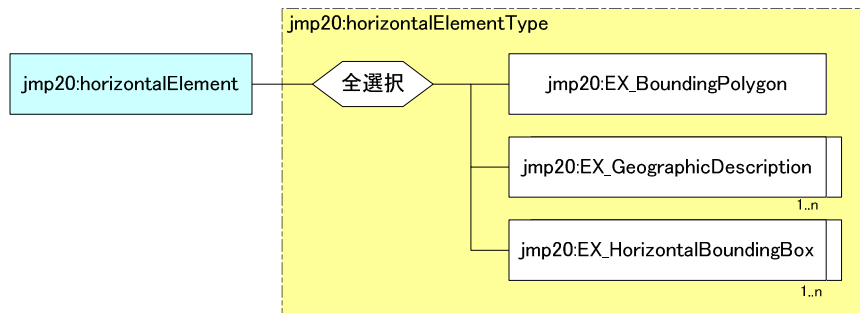 jmp20:horizontalElementType
jmp20:horizontalElement
全選択
jmp20:EX_BoundingPolygon
jmp20:EX_GeographicDescription
1..n
jmp20:EX_HorizontalBoundingBox
1..n